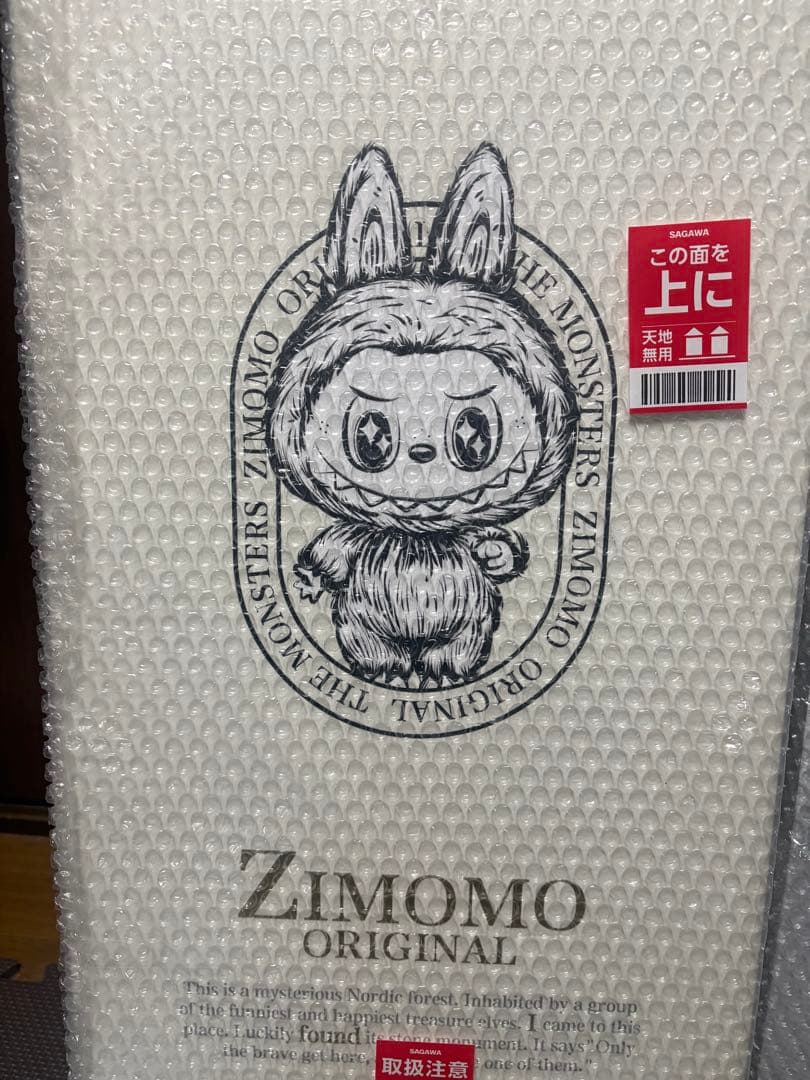 ZIMOMO ORI
THE MONSTERS ZIMOMO ORIGINAL THE MONSTERS
SAGAWA
この面を
上に
天地
無用
ZIMOMO
ORIGINAL
This is a mysterious Nordic forest. Inhabited by a group
of the funniest and happiest treasure elves. I came to this
place. Luckily found its stone monument. It says"Only
the brave get here, one of them."
SAGAWA
取扱注意